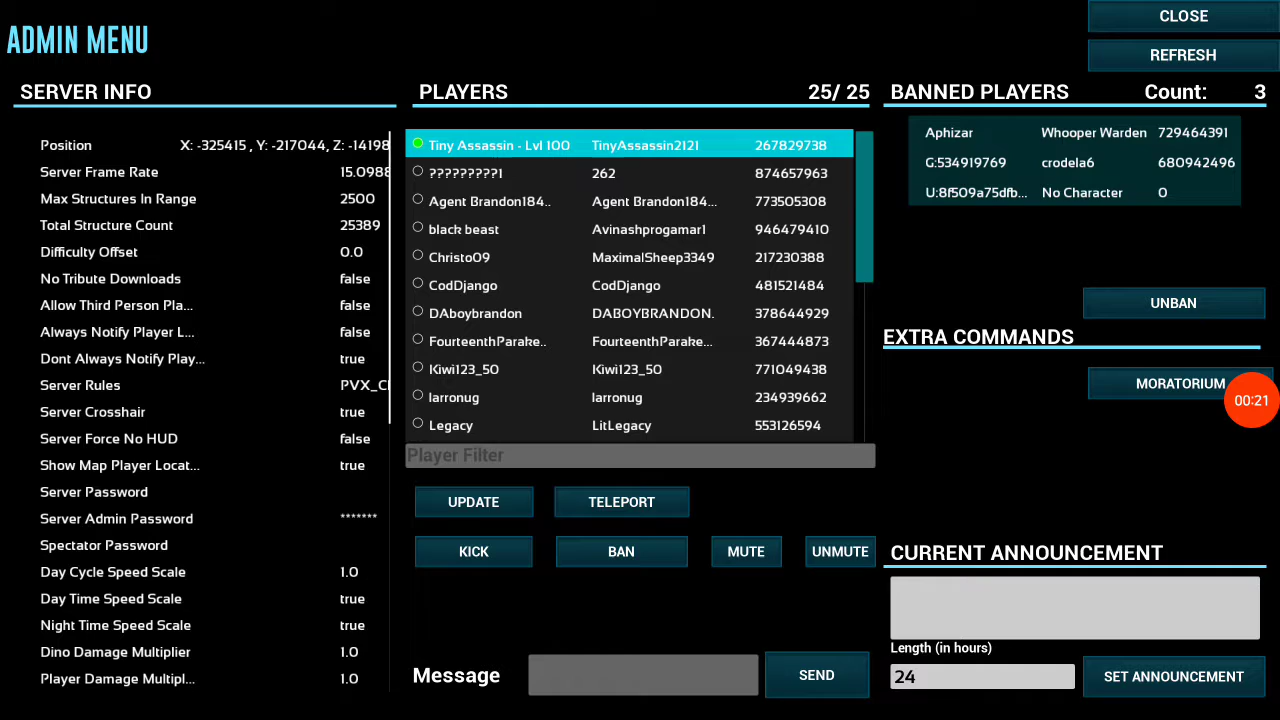 ADMIN MENU
CLOSE
REFRESH
SERVER INFO
Position X: -325415 , Y: -217044, Z: -14198
Server Frame Rate 15.0988
Max Structures In Range 2500
Total Structure Count 25389
Difficulty Offset 0.0
No Tribute Downloads false
Allow Third Person Pla... false
Always Notify Player L... false
Dont Always Notify Play... true
Server Rules PVX_C
Server Crosshair true
Server Force No HUD false
Show Map Player Locat... true
Server Password
Server Admin Password *******
Spectator Password
Day Cycle Speed Scale 1.0
Day Time Speed Scale true
Night Time Speed Scale true
Dino Damage Multiplier 1.0
Player Damage Multipl... 1.0
PLAYERS 25/ 25
Tiny Assassin - Lvl 100 TinyAssassin2121 267829738
?????????1 262 874657963
Agent Brandon184.. Agent Brandon184... 773505308
black beast Avinashprogamar1 946479410
Christo09 MaximalSheep3349 217230388
CodDjango CodDjango 481521484
DAboybrandon DABOYBRANDON. 378644929
FourteenthParake.. FourteenthParake... 367444873
Kiwi123_50 Kiwi123_50 771049438
larronug larronug 234939662
Legacy LitLegacy 553126594
Player Filter
UPDATE TELEPORT
KICK BAN MUTE UNMUTE
Message SEND
BANNED PLAYERS Count: 3
Aphizar Whooper Warden 729464391
G:534919769 crodela6 680942496
U:8f509a75dfb... No Character 0
UNBAN
EXTRA COMMANDS
MORATORIUM
00:21
CURRENT ANNOUNCEMENT
Length (in hours)
24 SET ANNOUNCEMENT